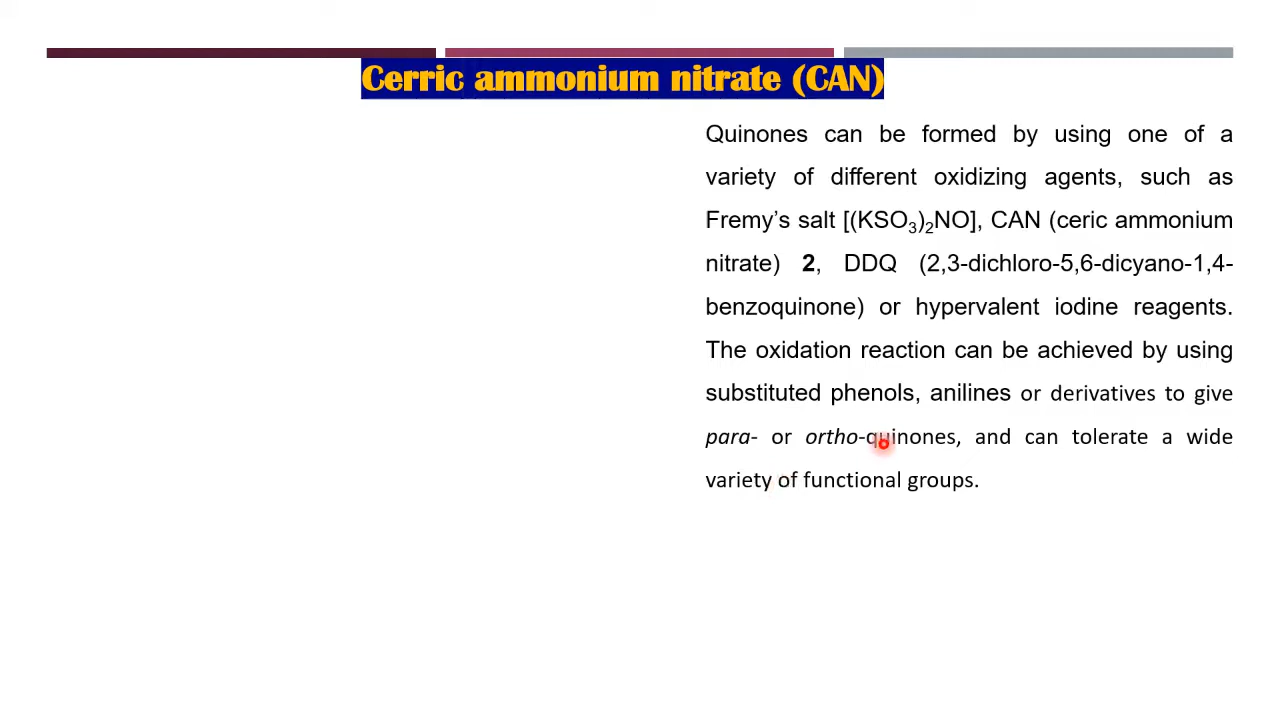 Cerric ammonium nitrate (CAN)
Quinones can be formed by using one of a
variety of different oxidizing agents, such as
Fremy’s salt [(KSO₃)₂NO], CAN (ceric ammonium
nitrate) 2, DDQ (2,3-dichloro-5,6-dicyano-1,4-
benzoquinone) or hypervalent iodine reagents.
The oxidation reaction can be achieved by using
substituted phenols, anilines or derivatives to give
para- or ortho-quinones, and can tolerate a wide
variety of functional groups.